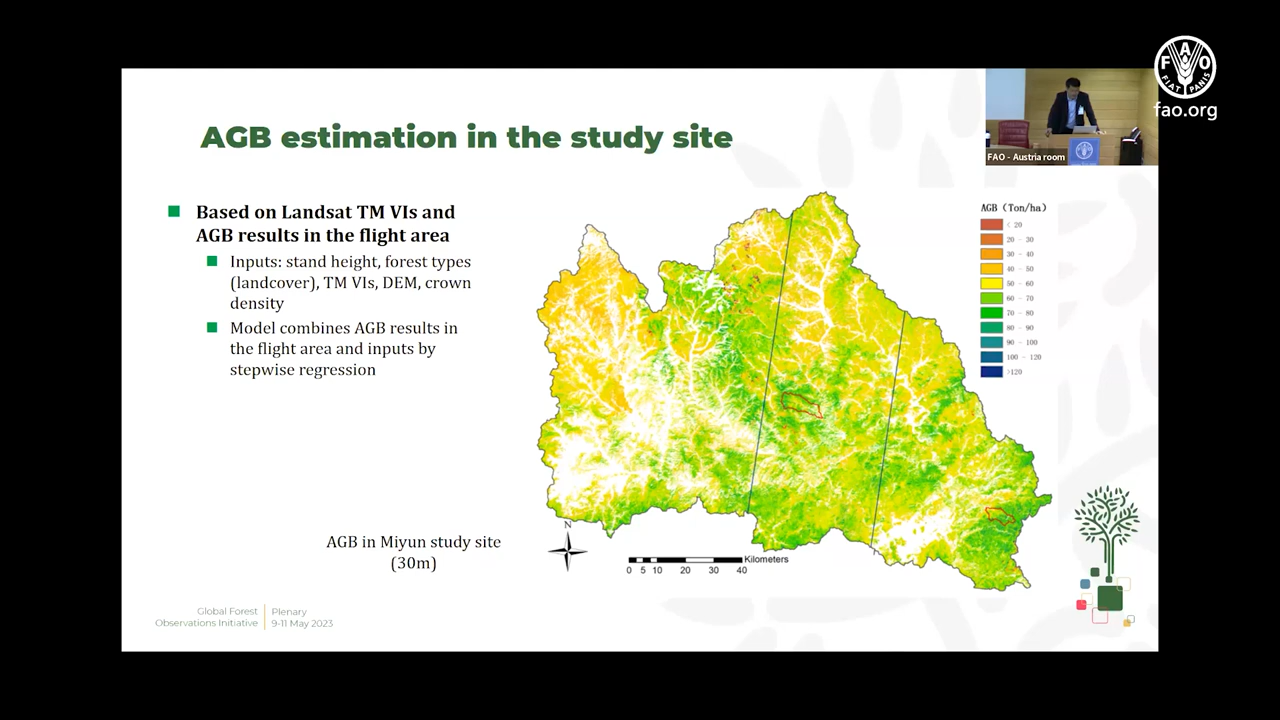 FAO
FIAT PANIS
fao.org
FAO - Austria room
AGB estimation in the study site
Based on Landsat TM VIs and
AGB results in the flight area
Inputs: stand height, forest types
(landcover), TM VIs, DEM, crown
density
Model combines AGB results in
the flight area and inputs by
stepwise regression
AGB (Ton/ha)
< 20
20 - 30
30 - 40
40 - 50
50 - 60
60 - 70
70 - 80
80 - 90
90 - 100
100 - 120
>120
AGB in Miyun study site
(30m)
N
Kilometers
0 5 10 20 30 40
Global Forest
Observations Initiative
Plenary
9-11 May 2023